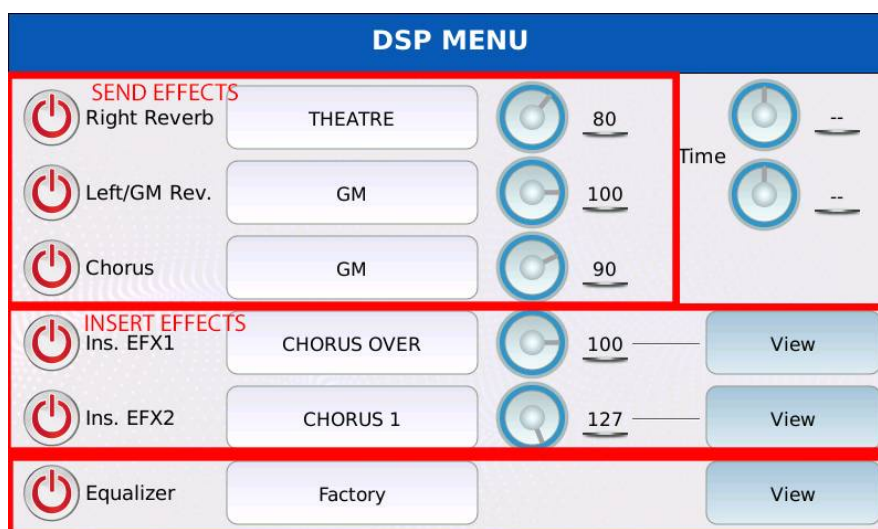 DSP MENU
SEND EFFECTS
Right Reverb THEATRE 80 --
Time
Left/GM Rev. GM 100 --
Chorus GM 90
INSERT EFFECTS
Ins. EFX1 CHORUS OVER 100 View
Ins. EFX2 CHORUS 1 127 View
Equalizer Factory View